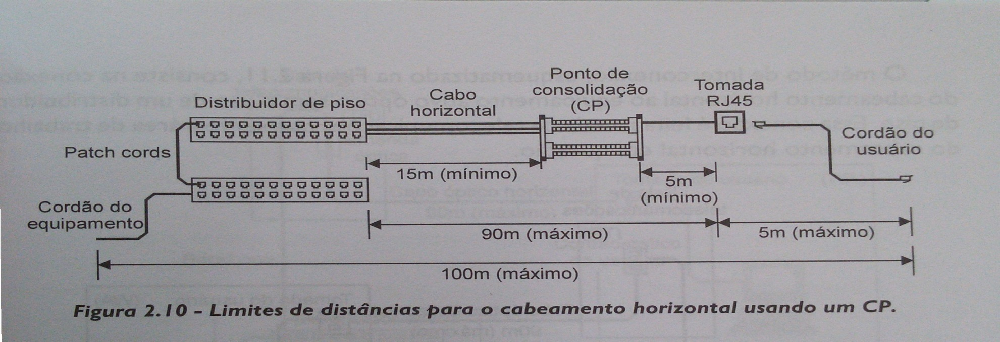 Ponto de
consolidação
(CP)
Tomada
RJ45
Cabo
horizontal
Distribuidor de piso
Cordão do
usuário
Patch cords
15m (mínimo)
5m
(mínimo)
Cordão do
equipamento
90m (máximo)
5m (máximo)
100m (máximo)
Figura 2.10 - Limites de distâncias para o cabeamento horizontal usando um CP.